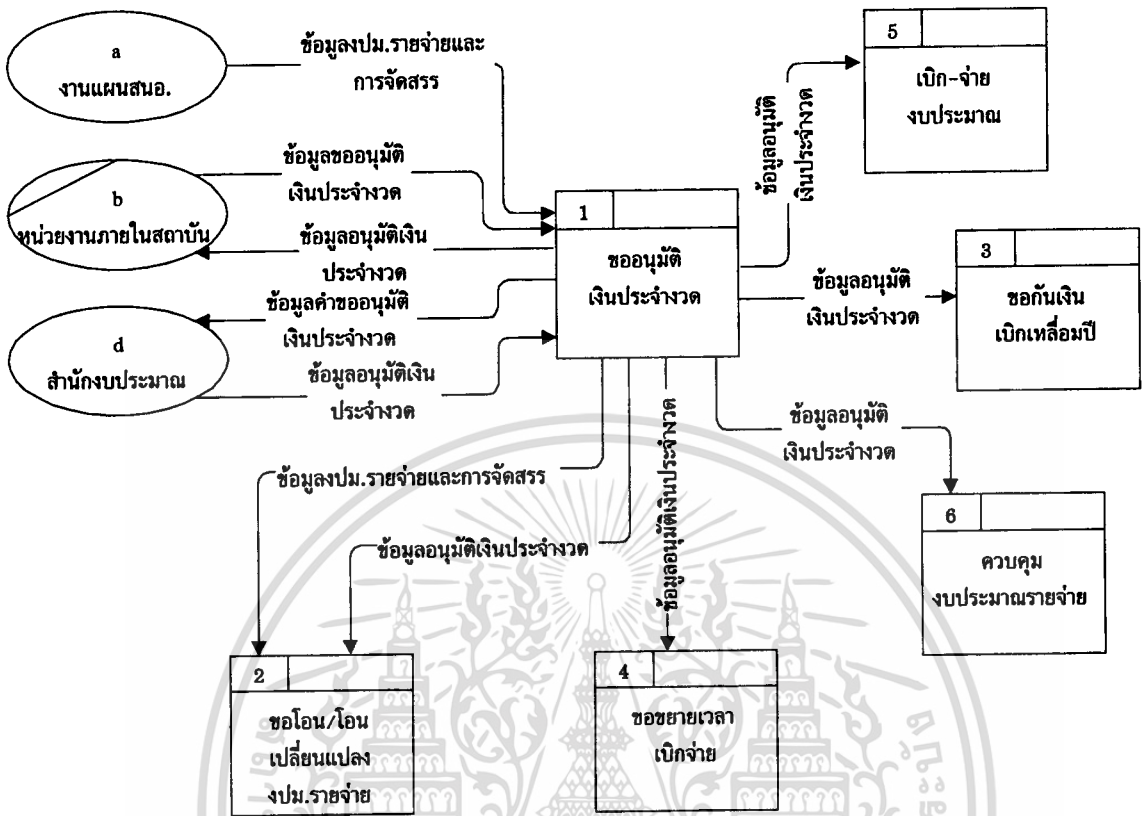 a
งานแผนสนอ.
ข้อมูลงปม.รายจ่ายและ
การจัดสรร
5
เบิก-จ่าย
งบประมาณ
ข้อมูลอนุมัติ
เงินประจำงวด
b
หน่วยงานภายในสถาบัน
ข้อมูลขออนุมัติ
เงินประจำงวด
ข้อมูลอนุมัติเงิน
ประจำงวด
1
ขออนุมัติ
เงินประจำงวด
3
ขอกันเงิน
เบิกเหลื่อมปี
ข้อมูลอนุมัติ
เงินประจำงวด
d
สำนักงบประมาณ
ข้อมูลคำขออนุมัติ
เงินประจำงวด
ข้อมูลอนุมัติเงิน
ประจำงวด
ข้อมูลอนุมัติ
เงินประจำงวด
ข้อมูลงปม.รายจ่ายและการจัดสรร
ข้อมูลอนุมัติเงินประจำงวด
ข้อมูลอนุมัติเงินประจำงวด
6
ควบคุม
งบประมาณรายจ่าย
2
ขอโอน/โอน
เปลี่ยนแปลง
งปม.รายจ่าย
4
ขอขยายเวลา
เบิกจ่าย